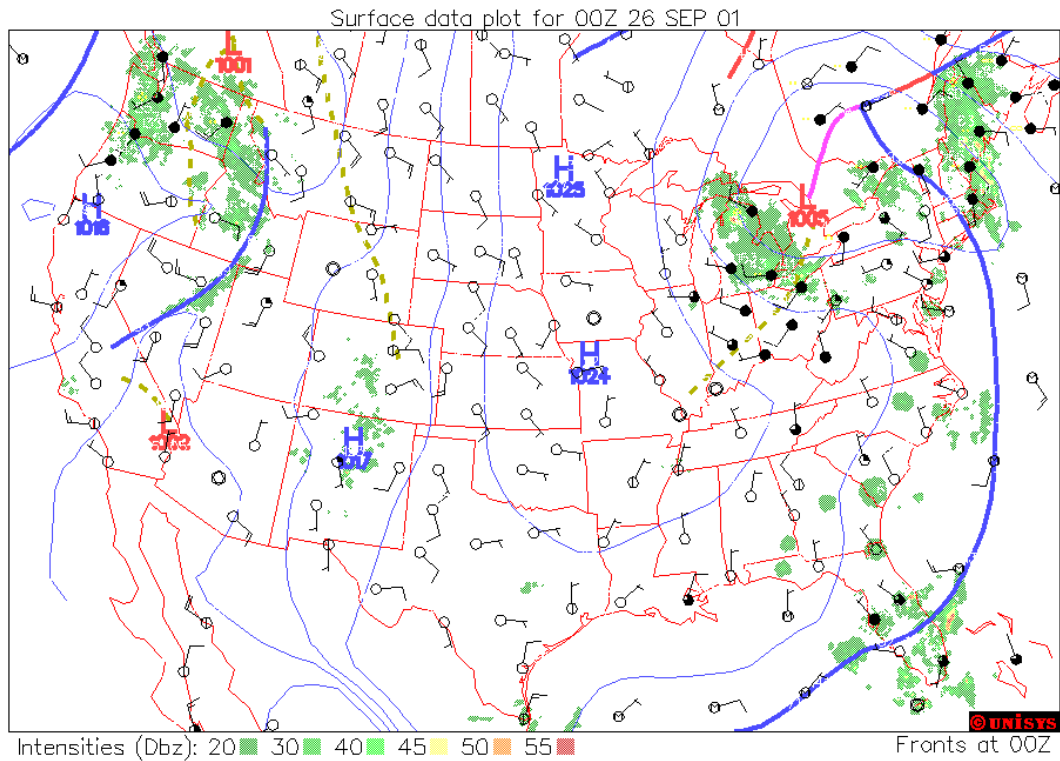 Surface data plot for 00Z 26 SEP 01
L
1001
H
1025
H
1016
L
1005
H
1024
L
H
1017
© UNISYS
Intensities (Dbz): 20 30 40 45 50 55 Fronts at 00Z